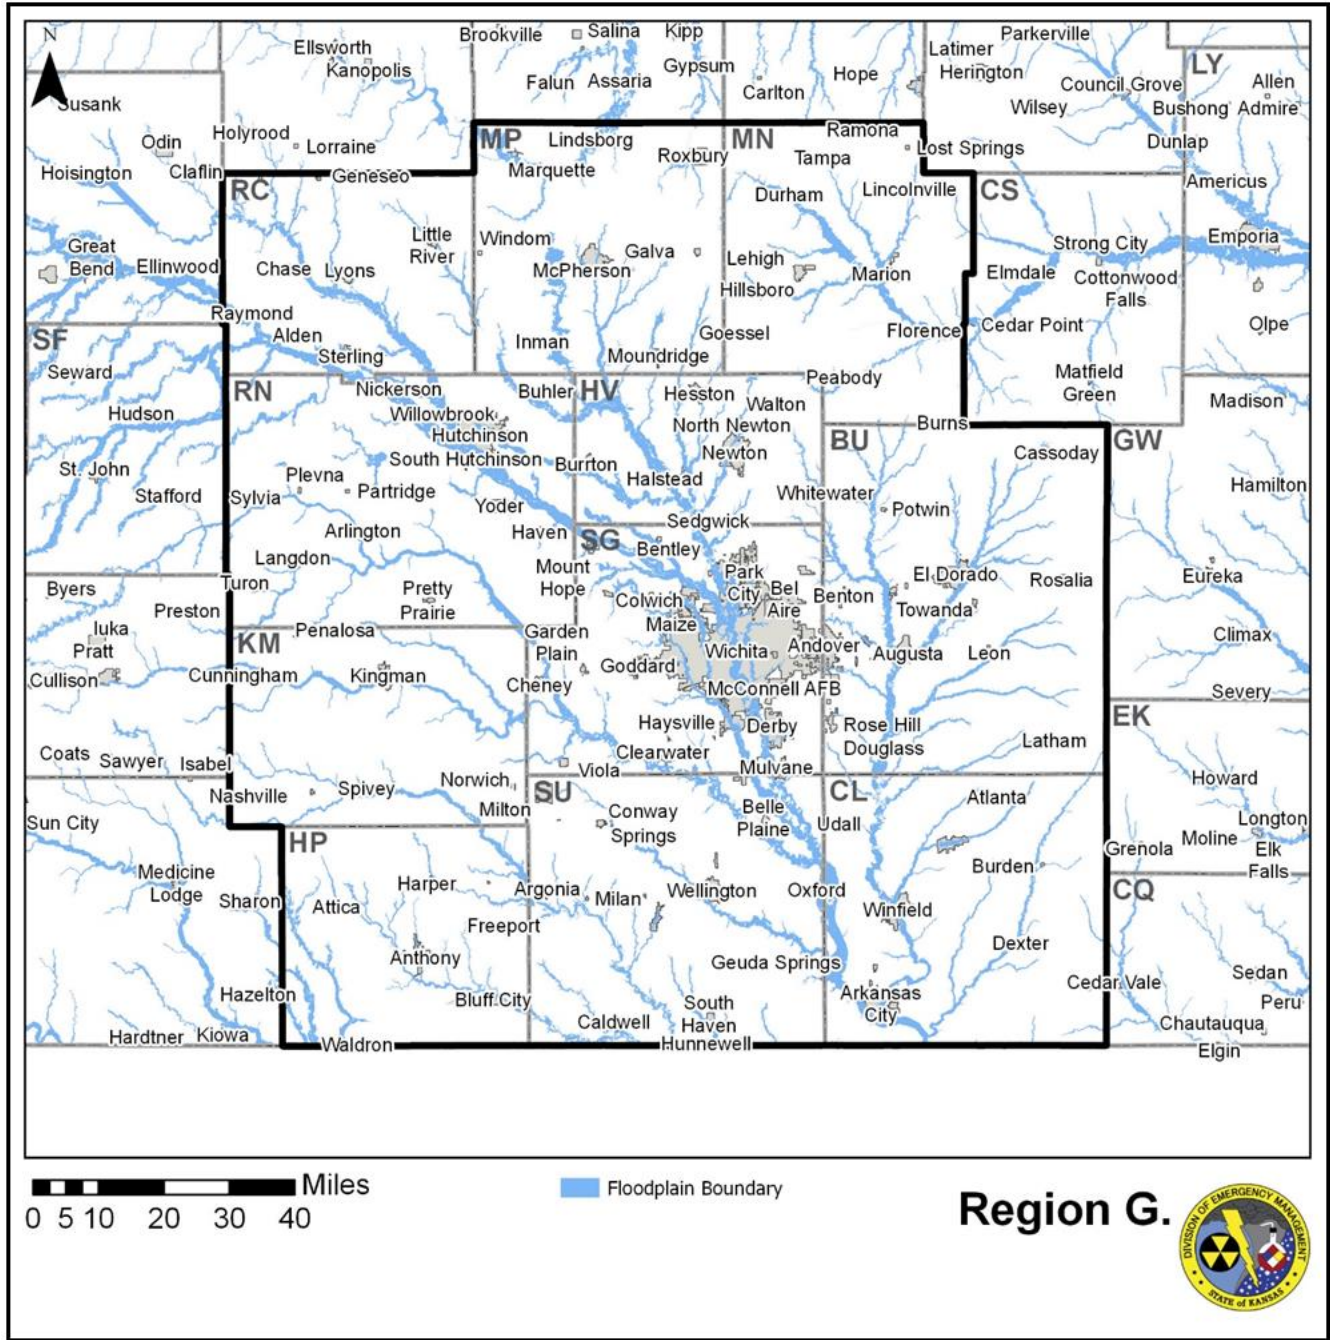 N
Brookville
Salina
Kipp
Parkerville
Ellsworth
Kanopolis
Falun
Assaria
Gypsum
Carlton
Hope
Latimer
Herington
LY
Council Grove
Allen
Susank
Wilsey
Bushong
Admire
Odin
Holyrood
Lorraine
MP
Lindsborg
MN
Ramona
Lost Springs
Dunlap
Hoisington
Claflin
RC
Geneseo
Marquette
Roxbury
Tampa
Durham
Lincolnville
CS
Americus
Great
Bend
Ellinwood
Little
River
Windom
Galva
McPherson
Lehigh
Hillsboro
Marion
Strong City
Emporia
Elmdale
Cottonwood
Falls
Chase
Lyons
Raymond
Alden
Sterling
SF
Inman
Moundridge
Goessel
Florence
Cedar Point
Olpe
Seward
RN
Nickerson
Buhler
HV
Hesston
Walton
Peabody
Matfield
Green
Madison
Hudson
Willowbrook
Hutchinson
North Newton
Newton
Burns
BU
GW
Cassoday
St. John
South Hutchinson
Burrton
Halstead
Whitewater
Hamilton
Stafford
Sylvia
Plevna
Partridge
Yoder
Haven
Sedgwick
Potwin
Arlington
SG
Bentley
Langdon
Mount
Hope
Park
City
Bel
Aire
Benton
El Dorado
Towanda
Rosalia
Eureka
Byers
Turon
Preston
Pretty
Prairie
Colwich
Maize
Iuka
Pratt
Penalosa
KM
Garden
Plain
Goddard
Wichita
Andover
Augusta
Leon
Climax
Cullison
Cunningham
Kingman
Cheney
McConnell AFB
Severy
Haysville
Derby
Rose Hill
Douglass
EK
Coats
Sawyer
Isabel
Clearwater
Latham
Viola
Mulvane
Howard
Nashville
Spivey
Norwich
Milton
SU
Conway
Springs
Belle
Plaine
CL
Udall
Atlanta
Sun City
HP
Longton
Moline
Elk
Falls
Grenola
Burden
Medicine
Lodge
Sharon
Attica
Harper
Argonia
Milan
Wellington
Oxford
Winfield
CQ
Freeport
Anthony
Dexter
Geuda Springs
Hazelton
Bluff City
Arkansas
City
Cedar Vale
Sedan
Peru
South
Haven
Caldwell
Hunnewell
Hardtner
Kiowa
Waldron
Chautauqua
Elgin
Miles
0 5 10 20 30 40
Floodplain Boundary
Region G.
DIVISION OF EMERGENCY MANAGEMENT
STATE of KANSAS